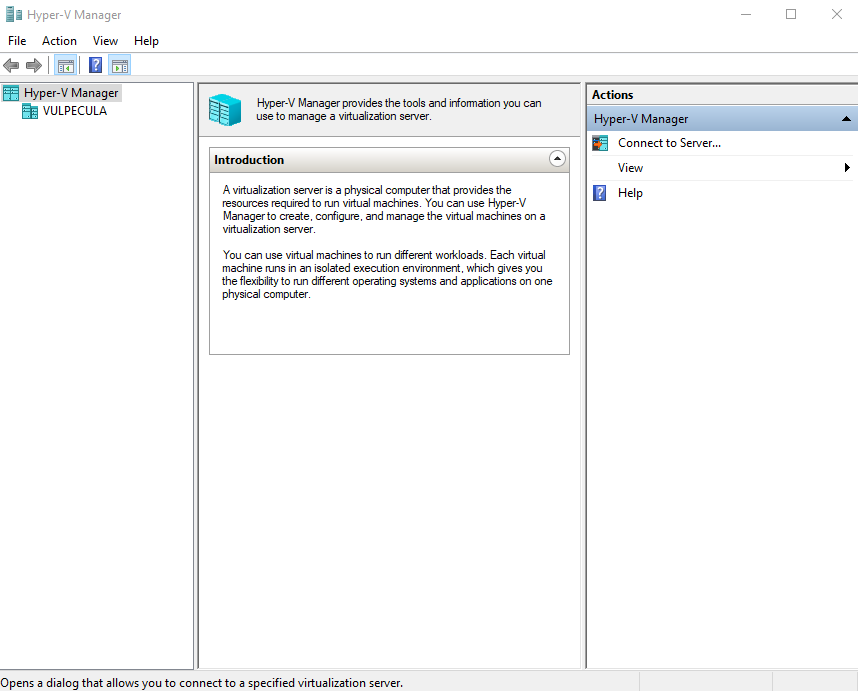 Hyper-V Manager
File Action View Help
Hyper-V Manager
VULPECULA
Hyper-V Manager provides the tools and information you can
use to manage a virtualization server.
Introduction
A virtualization server is a physical computer that provides the
resources required to run virtual machines. You can use Hyper-V
Manager to create, configure, and manage the virtual machines on a
virtualization server.
You can use virtual machines to run different workloads. Each virtual
machine runs in an isolated execution environment, which gives you
the flexibility to run different operating systems and applications on one
physical computer.
Actions
Hyper-V Manager
Connect to Server...
View
Help
Opens a dialog that allows you to connect to a specified virtualization server.